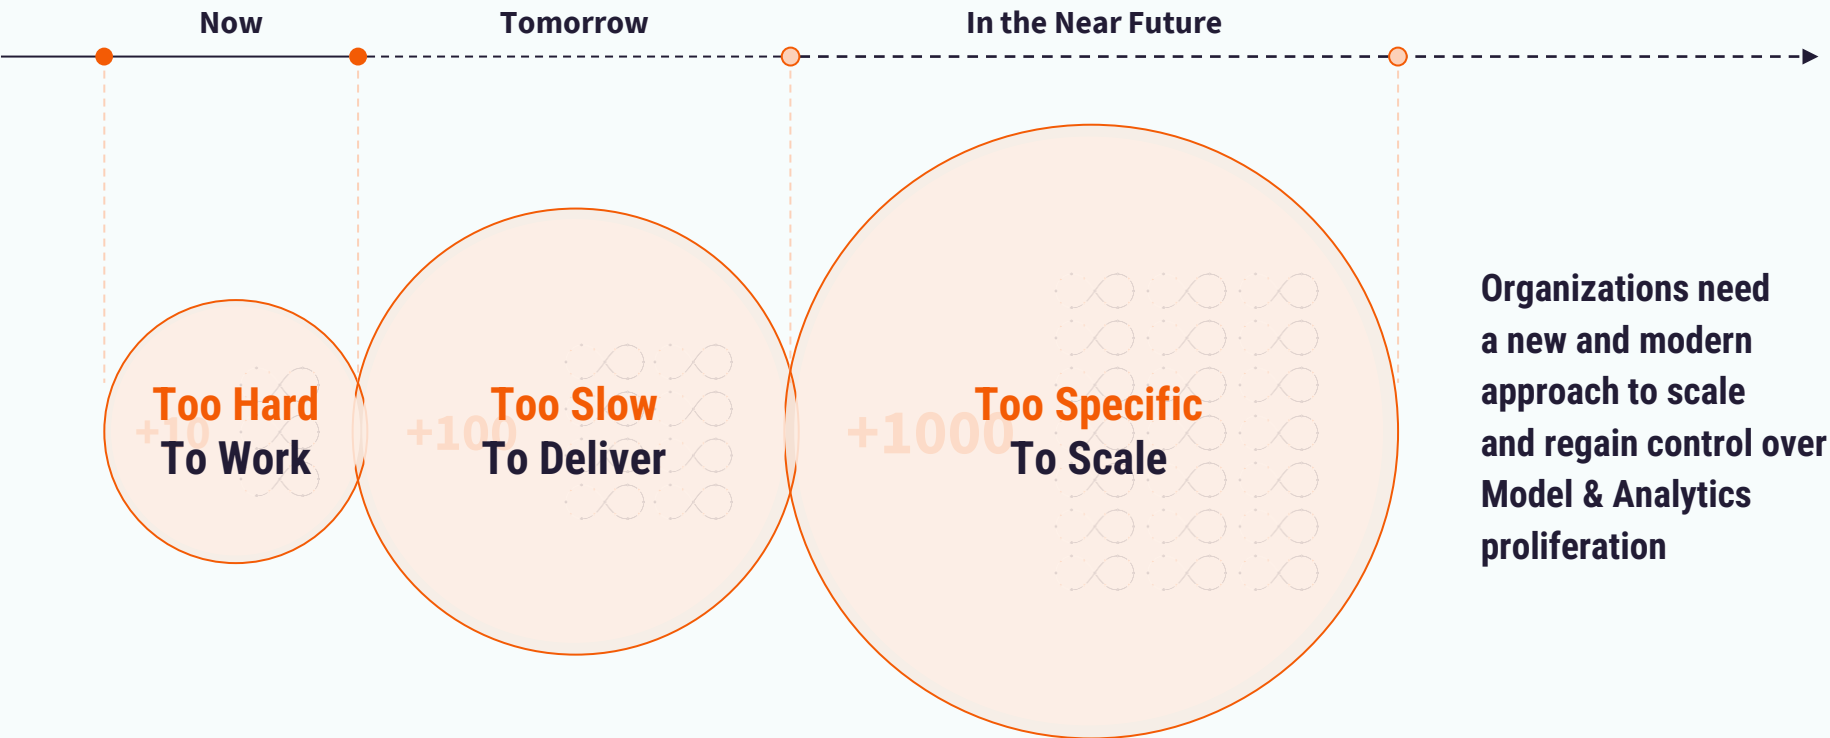 Now
Tomorrow
In the Near Future
+10
Too Hard
To Work
+100
Too Slow
To Deliver
+1000
Too Specific
To Scale
Organizations need
a new and modern
approach to scale
and regain control over
Model & Analytics
proliferation